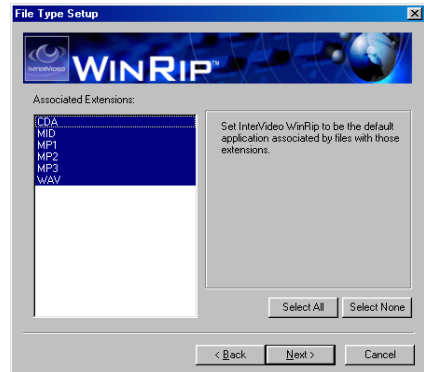 File Type Setup
INTERVIDEO
WINRIP™
Associated Extensions:
CDA
MID
MP1
MP2
MP3
WAV
Set InterVideo WinRip to be the default
application associated by files with those
extensions.
Select All
Select None
< Back
Next >
Cancel